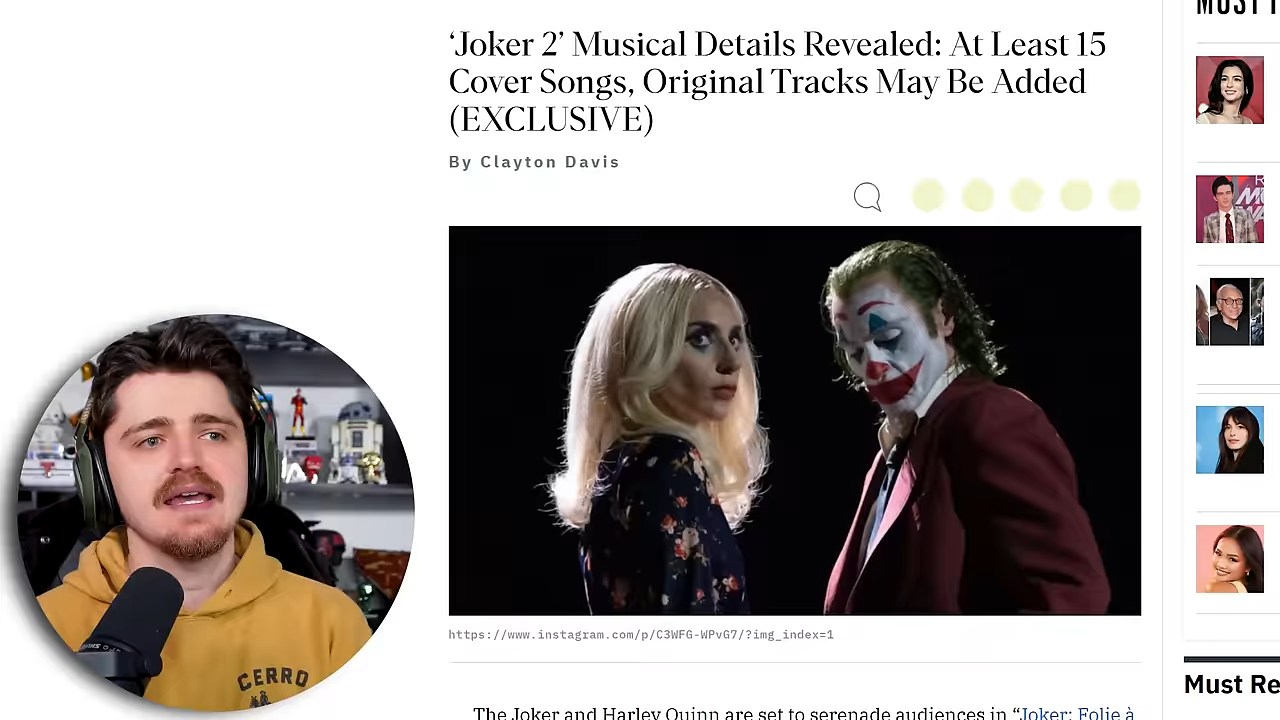 MUST
‘Joker 2’ Musical Details Revealed: At Least 15
Cover Songs, Original Tracks May Be Added
(EXCLUSIVE)
By Clayton Davis
https://www.instagram.com/p/C3WFG-WPvG7/?img_index=1
The Joker and Harley Quinn are set to serenade audiences in “Joker: Folie à
Must Re
CERRO